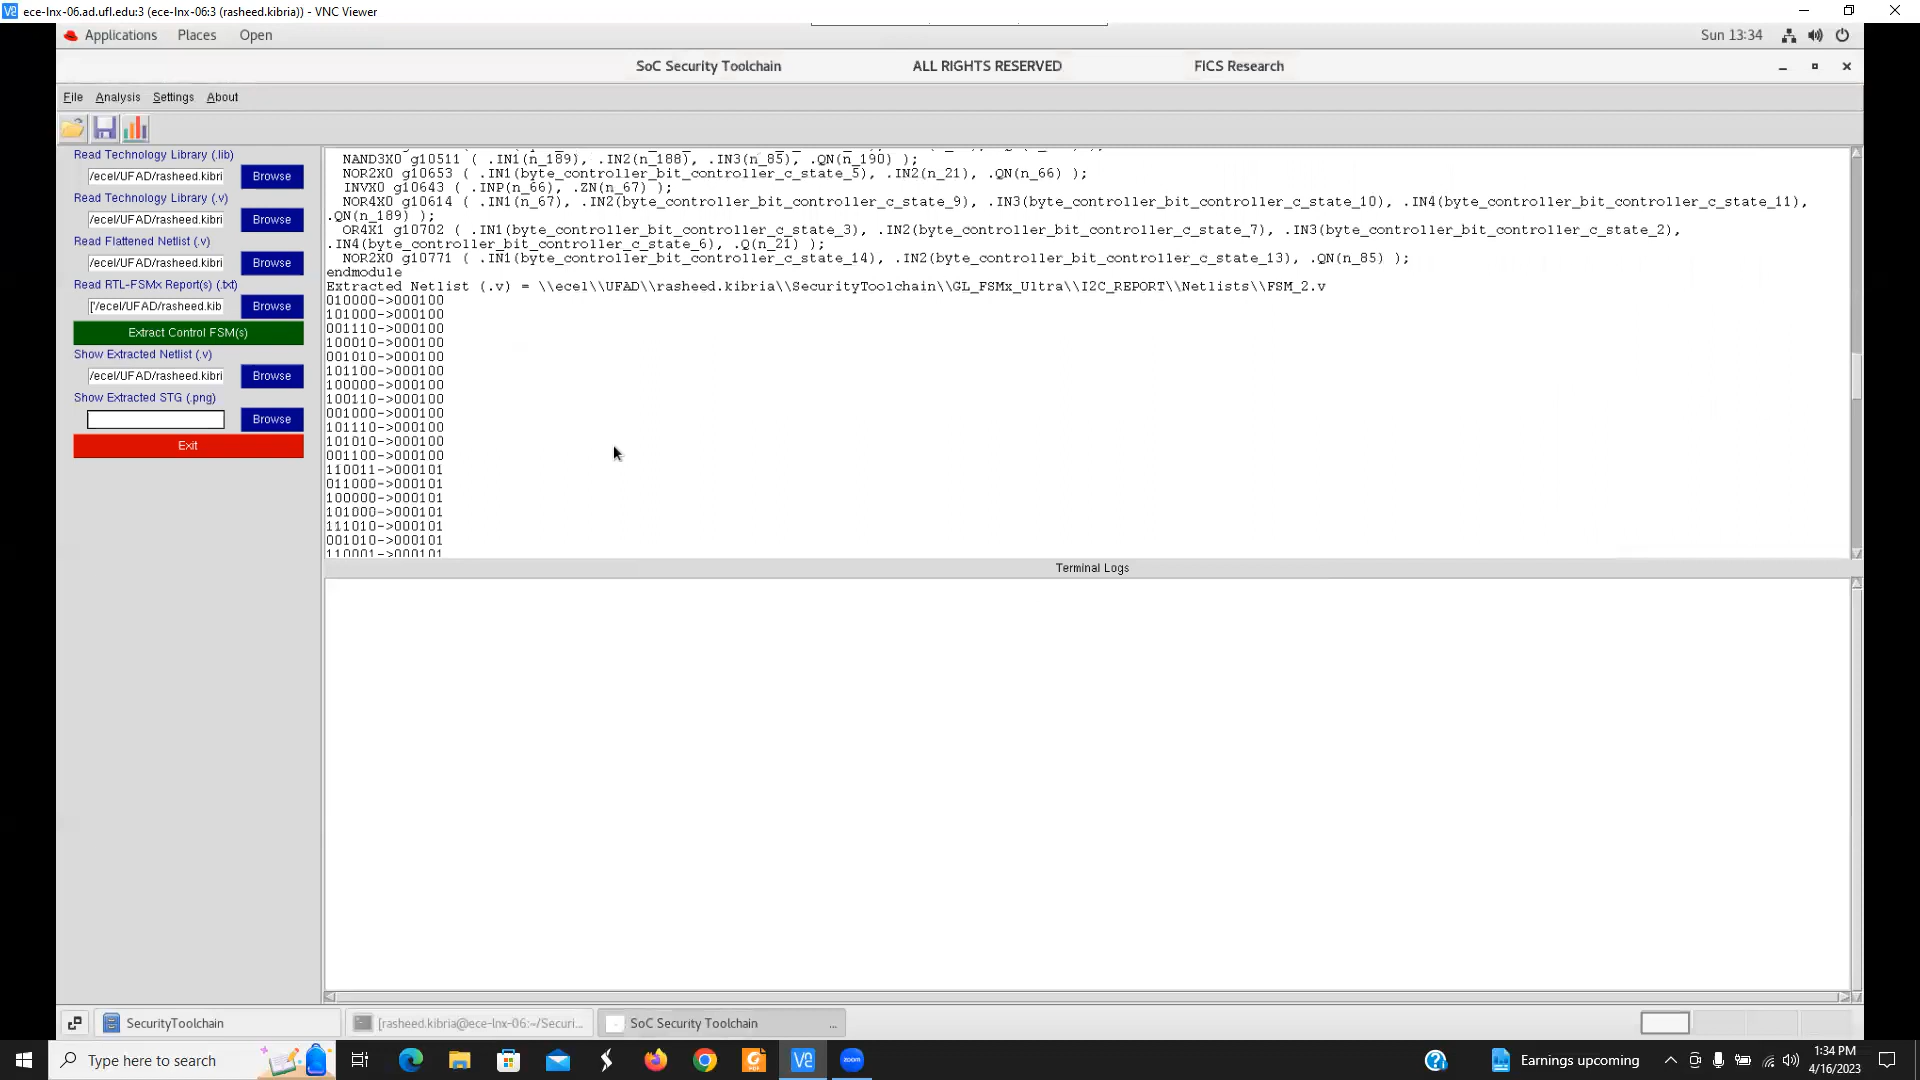 ece-lnx-06.ad.ufl.edu:3 (ece-lnx-06:3 (rasheed.kibria)) - VNC Viewer
Applications Places Open Sun 13:34
SoC Security Toolchain ALL RIGHTS RESERVED FICS Research
File Analysis Settings About
Read Technology Library (.lib)
/ecel/UFAD/rasheed.kibri Browse
Read Technology Library (.v)
/ecel/UFAD/rasheed.kibri Browse
Read Flattened Netlist (.v)
/ecel/UFAD/rasheed.kibri Browse
Read RTL-FSMx Report(s) (.txt)
['/ecel/UFAD/rasheed.kib Browse
Extract Control FSM(s)
Show Extracted Netlist (.v)
/ecel/UFAD/rasheed.kibri Browse
Show Extracted STG (.png)
Browse
Exit
NAND3X0 g10511 ( .IN1(n_189), .IN2(n_188), .IN3(n_85), .QN(n_190) );
NOR2X0 g10653 ( .IN1(byte_controller_bit_controller_c_state_5), .IN2(n_21), .QN(n_66) );
INVX0 g10643 ( .INP(n_66), .ZN(n_67) );
NOR4X0 g10614 ( .IN1(n_67), .IN2(byte_controller_bit_controller_c_state_9), .IN3(byte_controller_bit_controller_c_state_10), .IN4(byte_controller_bit_controller_c_state_11),
.QN(n_189) );
OR4X1 g10702 ( .IN1(byte_controller_bit_controller_c_state_3), .IN2(byte_controller_bit_controller_c_state_7), .IN3(byte_controller_bit_controller_c_state_2),
.IN4(byte_controller_bit_controller_c_state_6), .Q(n_21) );
NOR2X0 g10771 ( .IN1(byte_controller_bit_controller_c_state_14), .IN2(byte_controller_bit_controller_c_state_13), .QN(n_85) );
endmodule
Extracted Netlist (.v) = \\ecel\\UFAD\\rasheed.kibria\\SecurityToolchain\\GL_FSMx_Ultra\\I2C_REPORT\\Netlists\\FSM_2.v
010000->000100
101000->000100
001110->000100
100010->000100
001010->000100
101100->000100
100000->000100
100110->000100
001000->000100
101110->000100
101010->000100
001100->000100
110011->000101
011000->000101
100000->000101
101000->000101
111010->000101
001010->000101
110001->000101
Terminal Logs
SecurityToolchain [rasheed.kibria@ece-lnx-06:~/Securi... SoC Security Toolchain ...
Type here to search Earnings upcoming 1:34 PM
4/16/2023